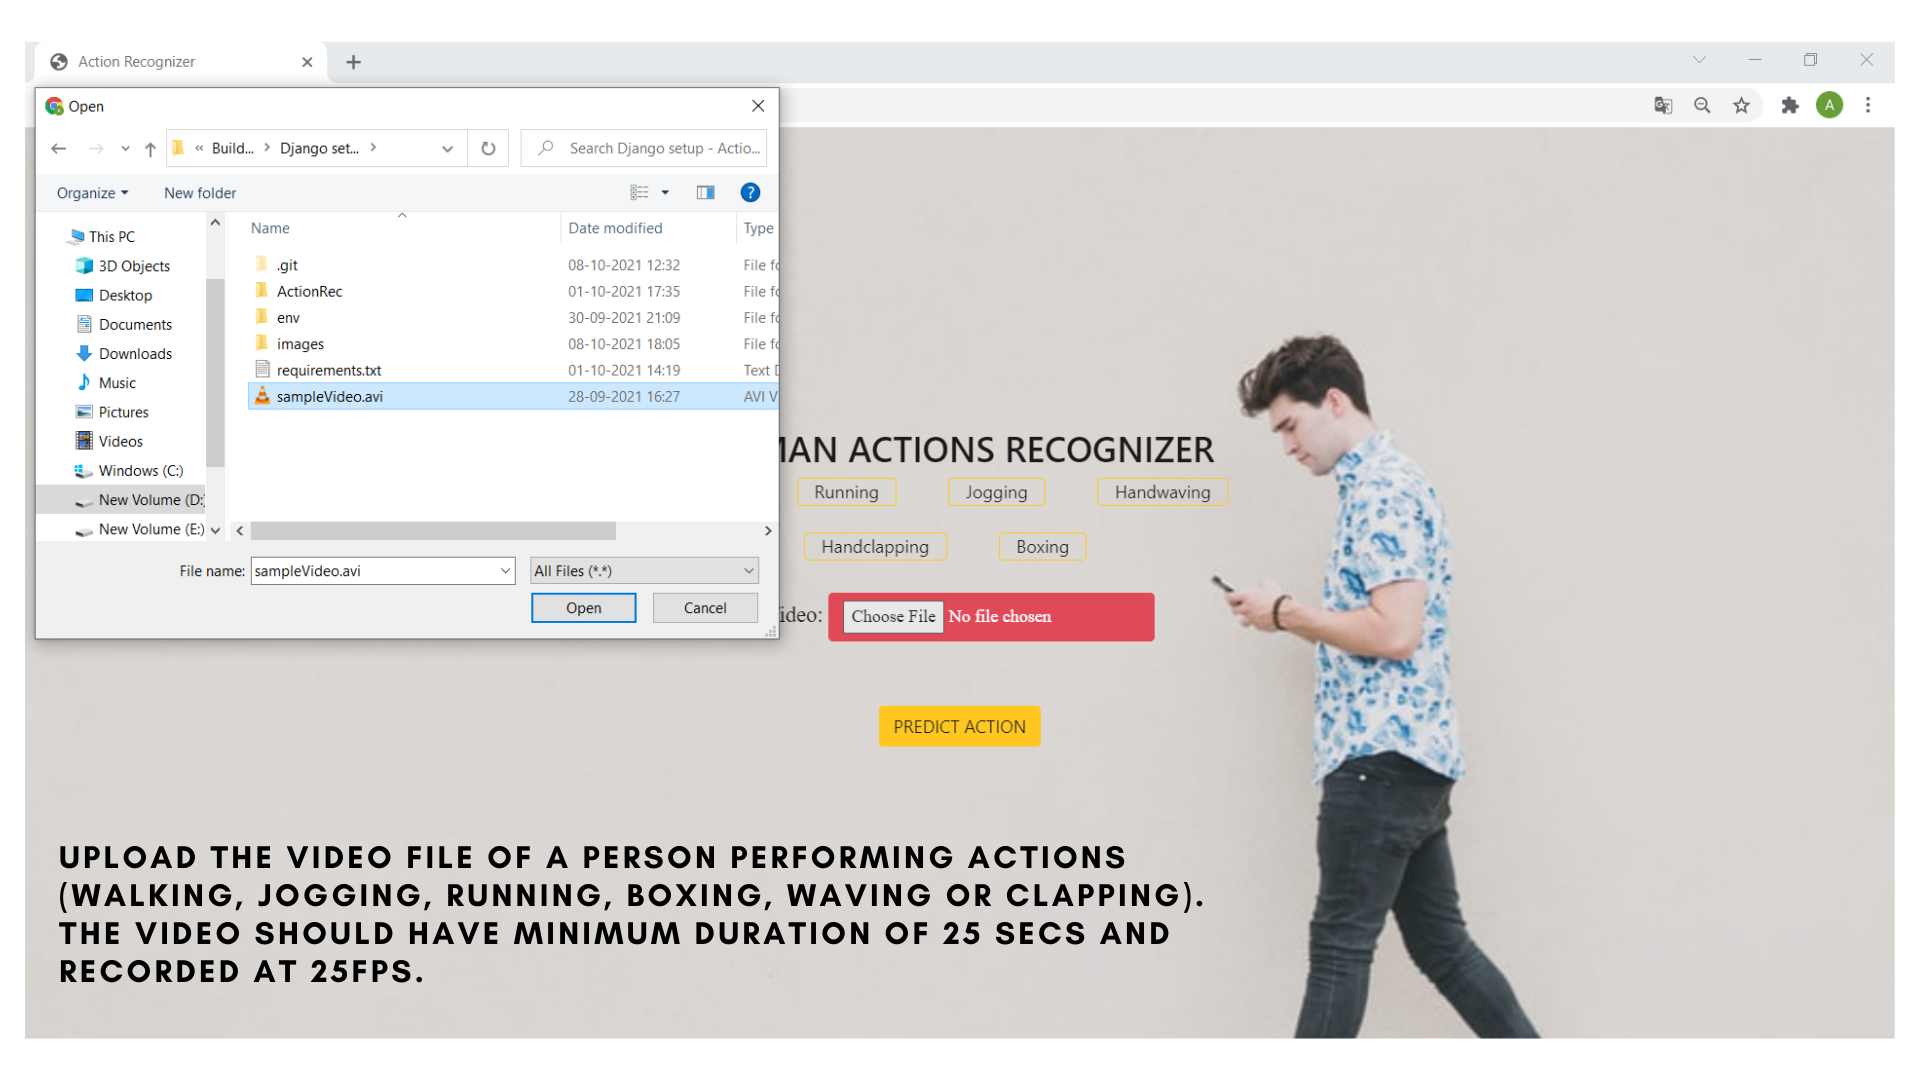 Action Recognizer
A
Open
« Build... > Django set... >
Search Django setup - Actio...
Organize
New folder
?
Name
Date modified
Type
This PC
3D Objects
Desktop
Documents
Downloads
Music
Pictures
Videos
Windows (C:)
New Volume (D:)
New Volume (E:)
.git 08-10-2021 12:32 File fo
ActionRec 01-10-2021 17:35 File fo
env 30-09-2021 21:09 File fo
images 08-10-2021 18:05 File fo
requirements.txt 01-10-2021 14:19 Text D
sampleVideo.avi 28-09-2021 16:27 AVI V
File name: sampleVideo.avi
All Files (*.*)
Open
Cancel
MAN ACTIONS RECOGNIZER
Running
Jogging
Handwaving
Handclapping
Boxing
ideo: Choose File No file chosen
PREDICT ACTION
UPLOAD THE VIDEO FILE OF A PERSON PERFORMING ACTIONS
(WALKING, JOGGING, RUNNING, BOXING, WAVING OR CLAPPING).
THE VIDEO SHOULD HAVE MINIMUM DURATION OF 25 SECS AND
RECORDED AT 25FPS.